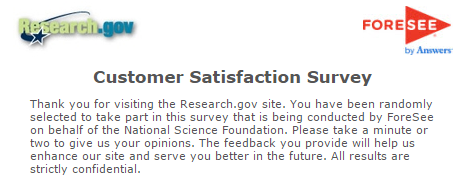 Research.gov
FORESEE
by Answers™
Customer Satisfaction Survey
Thank you for visiting the Research.gov site. You have been randomly
selected to take part in this survey that is being conducted by ForeSee
on behalf of the National Science Foundation. Please take a minute or
two to give us your opinions. The feedback you provide will help us
enhance our site and serve you better in the future. All results are
strictly confidential.